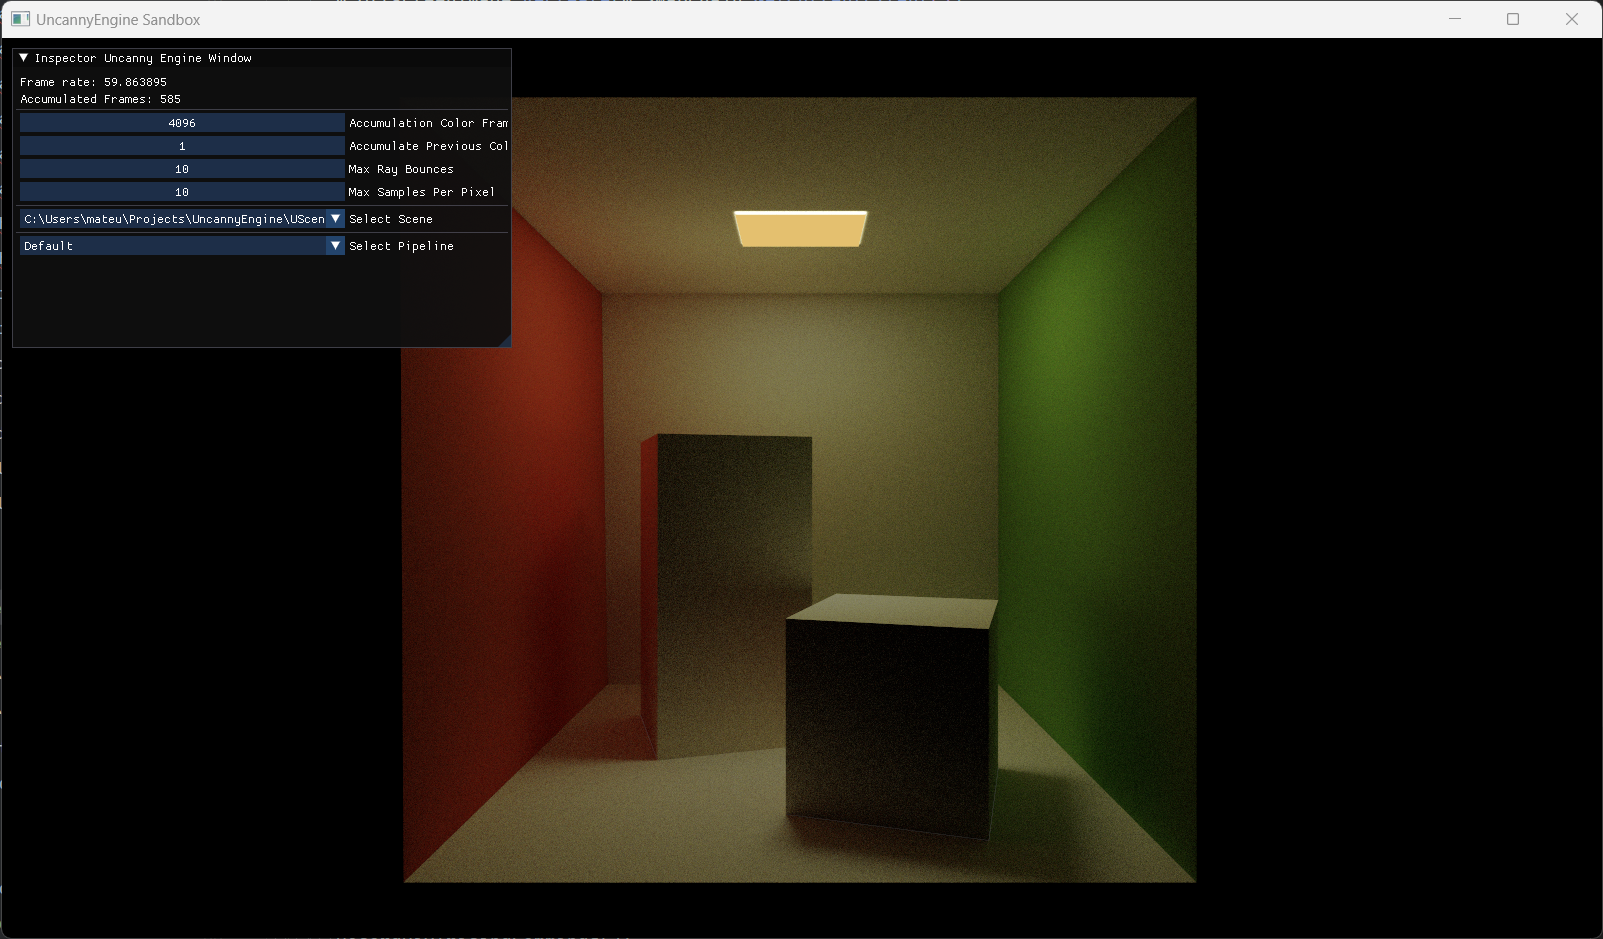 UncannyEngine Sandbox
Inspector Uncanny Engine Window
Frame rate: 59.863895
Accumulated Frames: 585
4096 Accumulation Color Fram
1 Accumulate Previous Col
10 Max Ray Bounces
10 Max Samples Per Pixel
C:\Users\mateu\Projects\UncannyEngine\UScen Select Scene
Default Select Pipeline